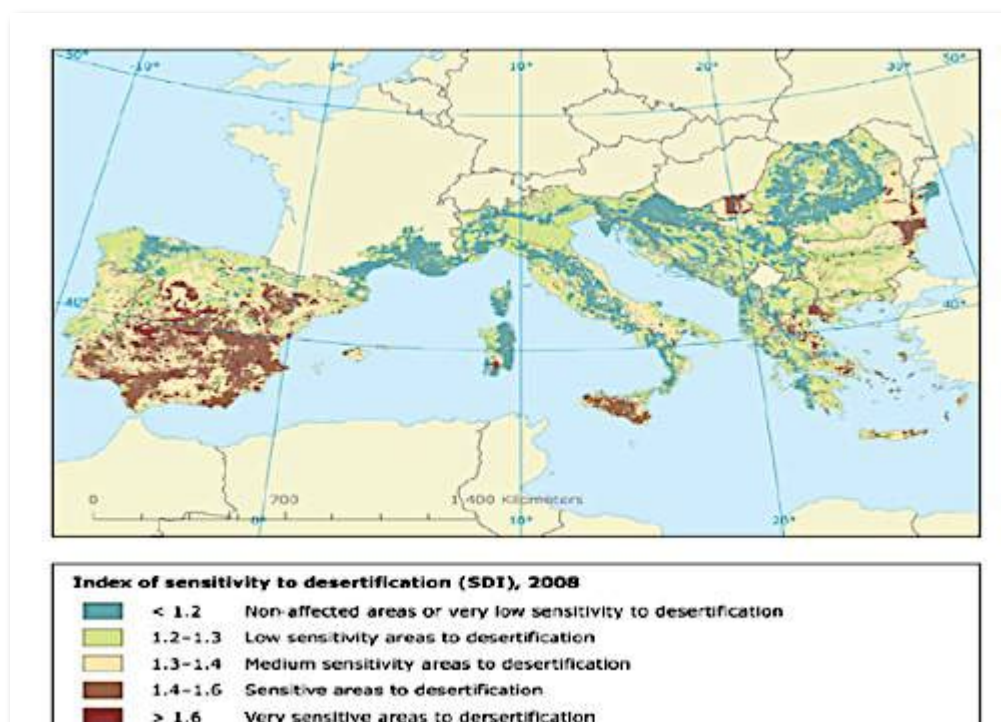 -30° -10° 0° 10° 20° 30° 50°
-40° 40°
0 700 1,400 Kilometers
0° 10° 20°
Index of sensitivity to desertification (SDI), 2008
< 1.2 Non-affected areas or very low sensitivity to desertification
1.2–1.3 Low sensitivity areas to desertification
1.3–1.4 Medium sensitivity areas to desertification
1.4–1.6 Sensitive areas to desertification
> 1.6 Very sensitive areas to dersertification